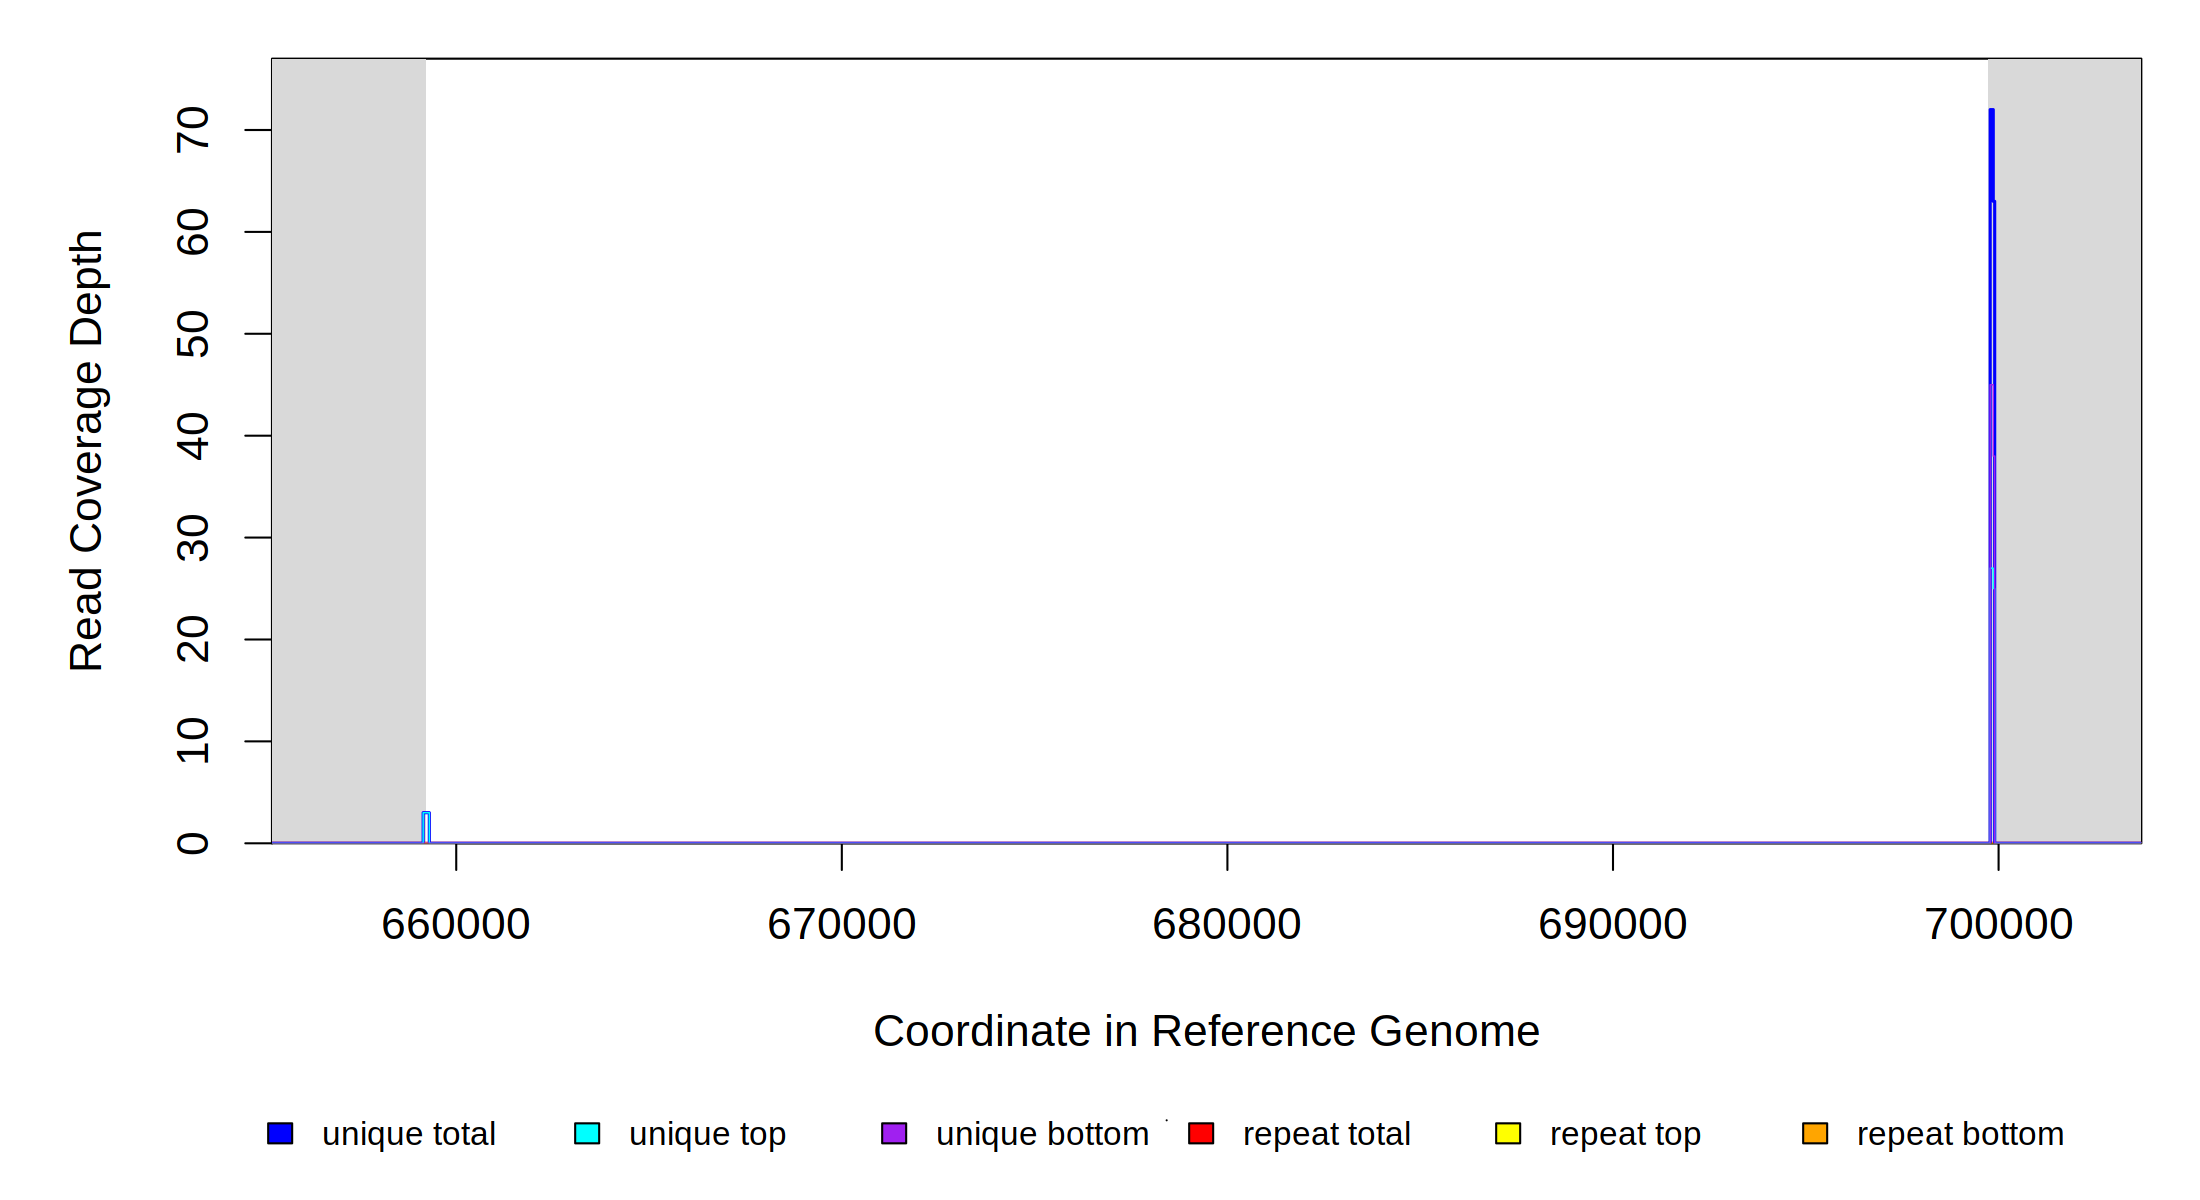 Read Coverage Depth
70
60
50
40
30
20
10
0
660000 670000 680000 690000 700000
Coordinate in Reference Genome
unique total unique top unique bottom repeat total repeat top repeat bottom